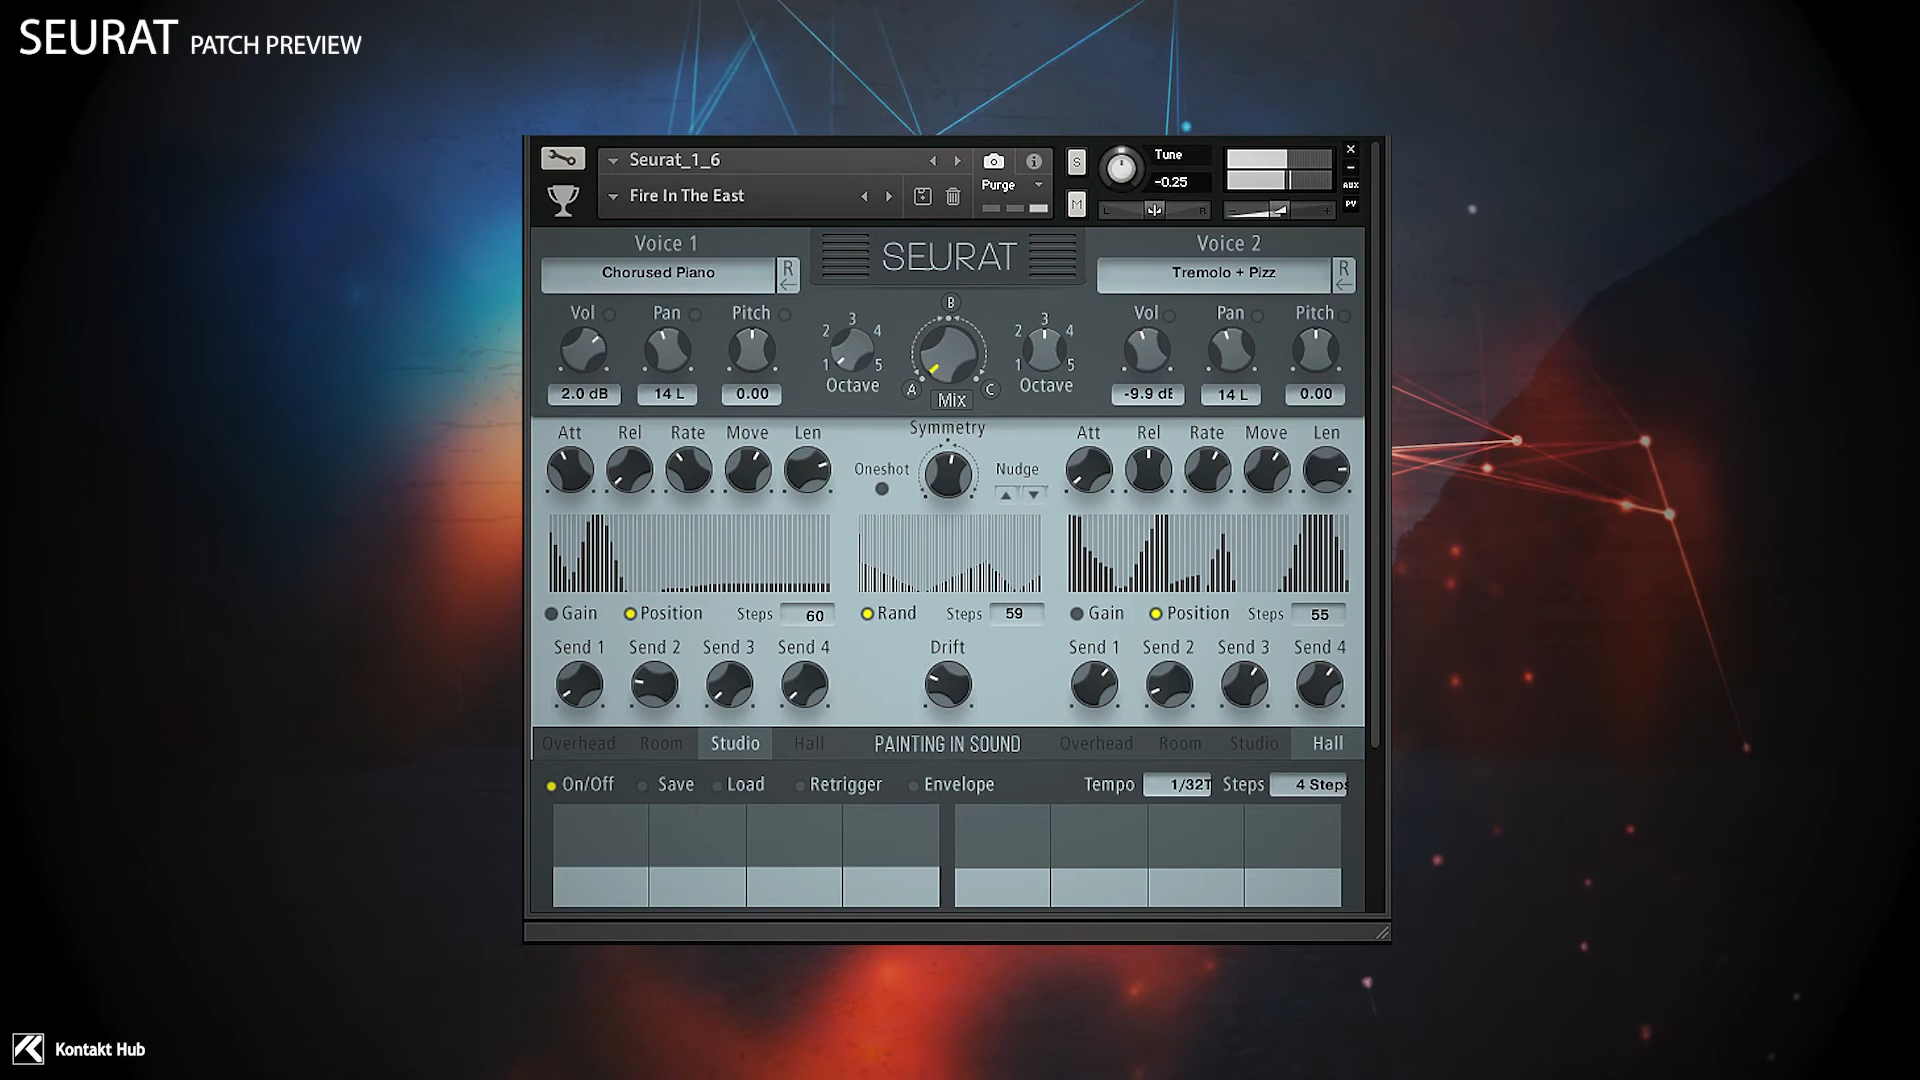 SEURAT PATCH PREVIEW
Seurat_1_6
Fire In The East
Purge
S
M
Tune
-0.25
L R
- +
AUX
PV
Voice 1
Chorused Piano
R
SEURAT
Voice 2
Tremolo + Pizz
R
Vol Pan Pitch
2.0 dB 14 L 0.00
1 2 3 4 5
Octave
A B C
Mix
1 2 3 4 5
Octave
Vol Pan Pitch
-9.9 dE 14 L 0.00
Att Rel Rate Move Len
Symmetry
Oneshot
Nudge
Att Rel Rate Move Len
Gain Position Steps 60
Rand Steps 59
Gain Position Steps 55
Send 1 Send 2 Send 3 Send 4
Drift
Send 1 Send 2 Send 3 Send 4
Overhead Room Studio Hall
PAINTING IN SOUND
Overhead Room Studio Hall
On/Off Save Load Retrigger Envelope
Tempo 1/32T Steps 4 Steps
Kontakt Hub